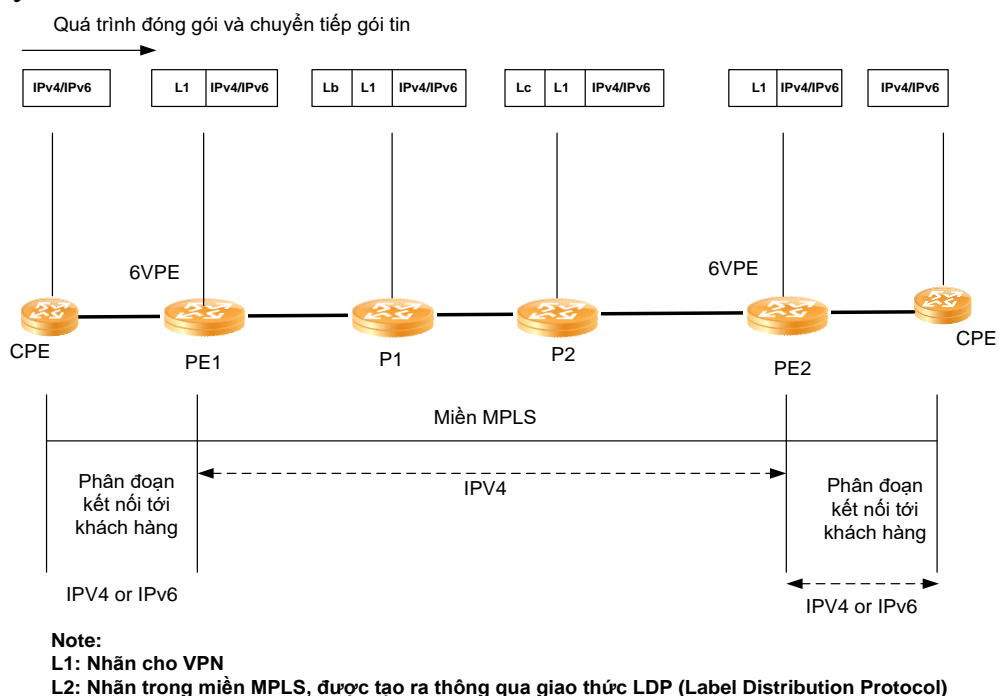 Quá trình đóng gói và chuyển tiếp gói tin
IPv4/IPv6
L1 IPv4/IPv6
Lb L1 IPv4/IPv6
Lc L1 IPv4/IPv6
L1 IPv4/IPv6
IPv4/IPv6
6VPE
6VPE
CPE
PE1
P1
P2
PE2
CPE
Miền MPLS
Phân đoạn
kết nối tới
khách hàng
IPV4
Phân đoạn
kết nối tới
khách hàng
IPV4 or IPv6
IPV4 or IPv6
Note:
L1: Nhãn cho VPN
L2: Nhãn trong miền MPLS, được tạo ra thông qua giao thức LDP (Label Distribution Protocol)